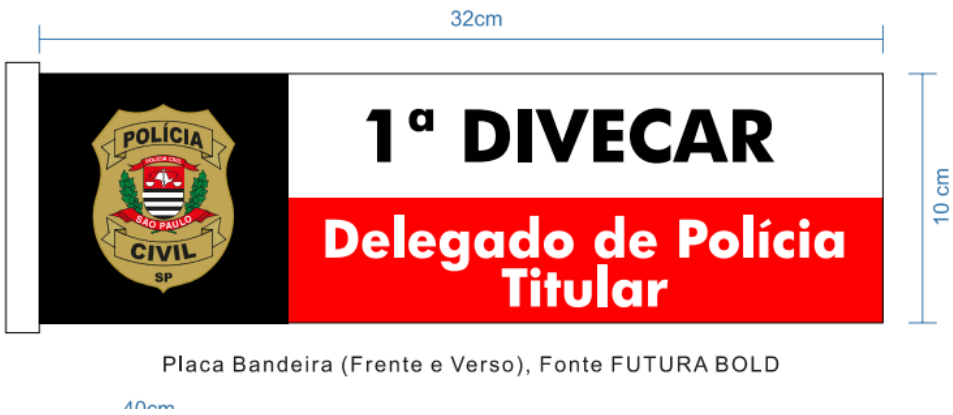 32cm
POLÍCIA
POLÍCIA CIVIL
SÃO PAULO
CIVIL
SP
1ª DIVECAR
Delegado de Polícia
Titular
10 cm
Placa Bandeira (Frente e Verso), Fonte FUTURA BOLD
40cm